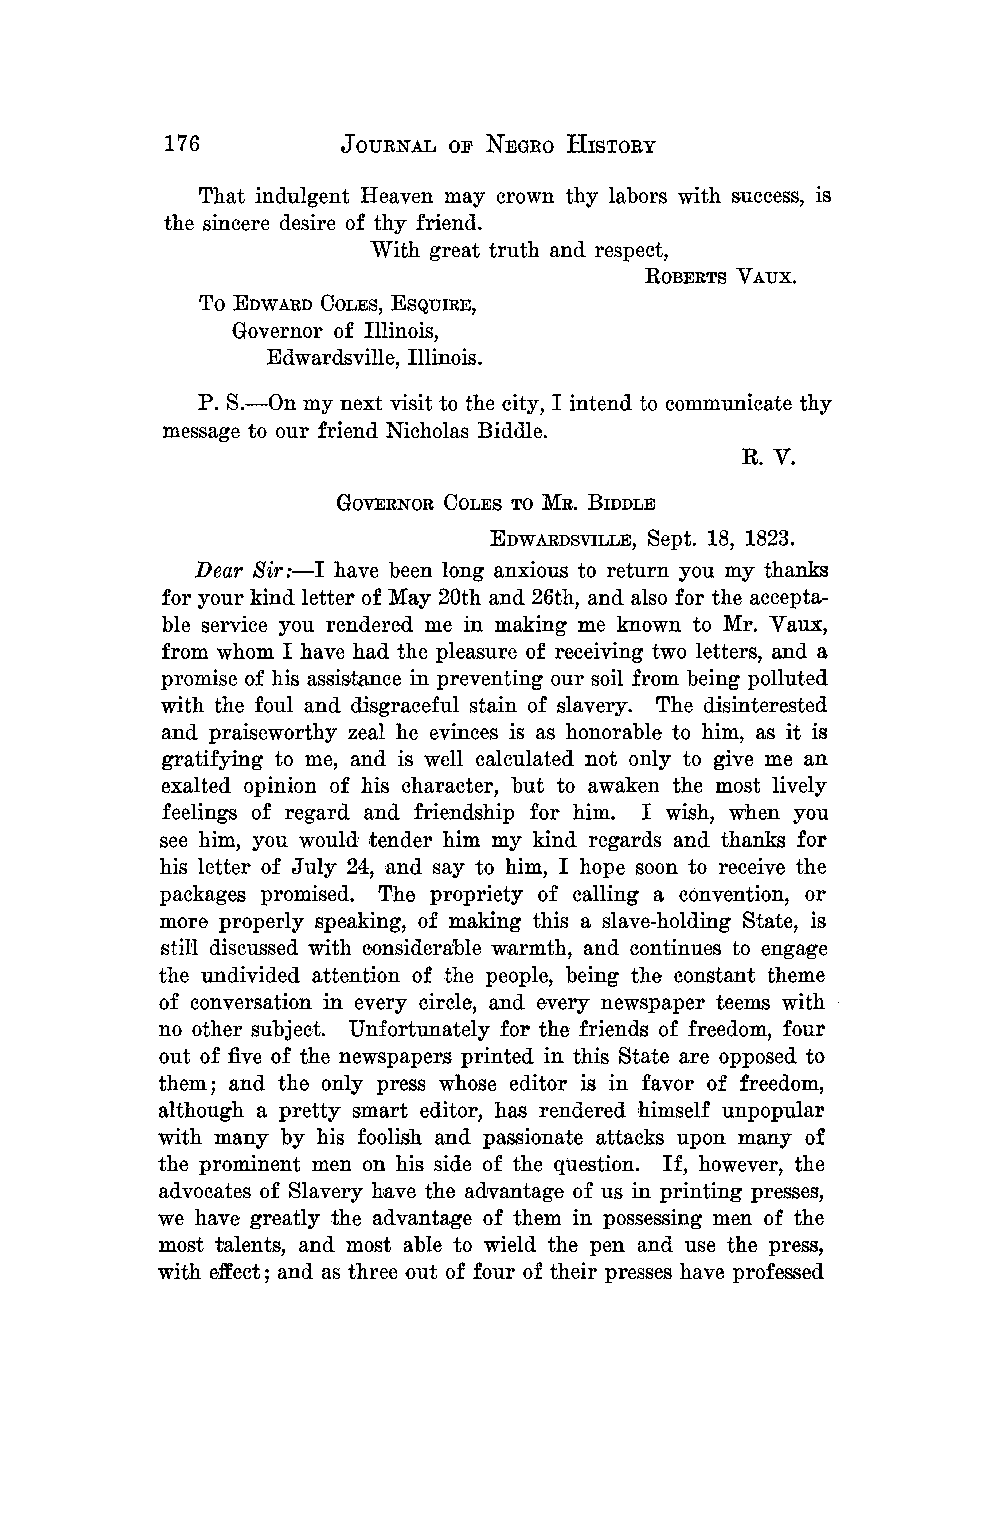 176 JOURNAL OF NEGRO HISTORY
That indulgent Heaven may crown thy labors with success, is
the sincere desire of thy friend.
With great truth and respect,
ROBERTS VAUX.
TO EDWARD COLES, ESQUIRE,
Governor of Illinois,
Edwardsville, Illinois.
P. S.—On my next visit to the city, I intend to communicate thy
message to our friend Nicholas Biddle.
R. V.
GOVERNOR COLES TO MR. BIDDLE
EDWARDSVILLE, Sept. 18, 1823.
Dear Sir:—I have been long anxious to return you my thanks
for your kind letter of May 20th and 26th, and also for the accepta-
ble service you rendered me in making me known to Mr. Vaux,
from whom I have had the pleasure of receiving two letters, and a
promise of his assistance in preventing our soil from being polluted
with the foul and disgraceful stain of slavery. The disinterested
and praiseworthy zeal he evinces is as honorable to him, as it is
gratifying to me, and is well calculated not only to give me an
exalted opinion of his character, but to awaken the most lively
feelings of regard and friendship for him. I wish, when you
see him, you would tender him my kind regards and thanks for
his letter of July 24, and say to him, I hope soon to receive the
packages promised. The propriety of calling a convention, or
more properly speaking, of making this a slave-holding State, is
still discussed with considerable warmth, and continues to engage
the undivided attention of the people, being the constant theme
of conversation in every circle, and every newspaper teems with
no other subject. Unfortunately for the friends of freedom, four
out of five of the newspapers printed in this State are opposed to
them; and the only press whose editor is in favor of freedom,
although a pretty smart editor, has rendered himself unpopular
with many by his foolish and passionate attacks upon many of
the prominent men on his side of the question. If, however, the
advocates of Slavery have the advantage of us in printing presses,
we have greatly the advantage of them in possessing men of the
most talents, and most able to wield the pen and use the press,
with effect; and as three out of four of their presses have professed